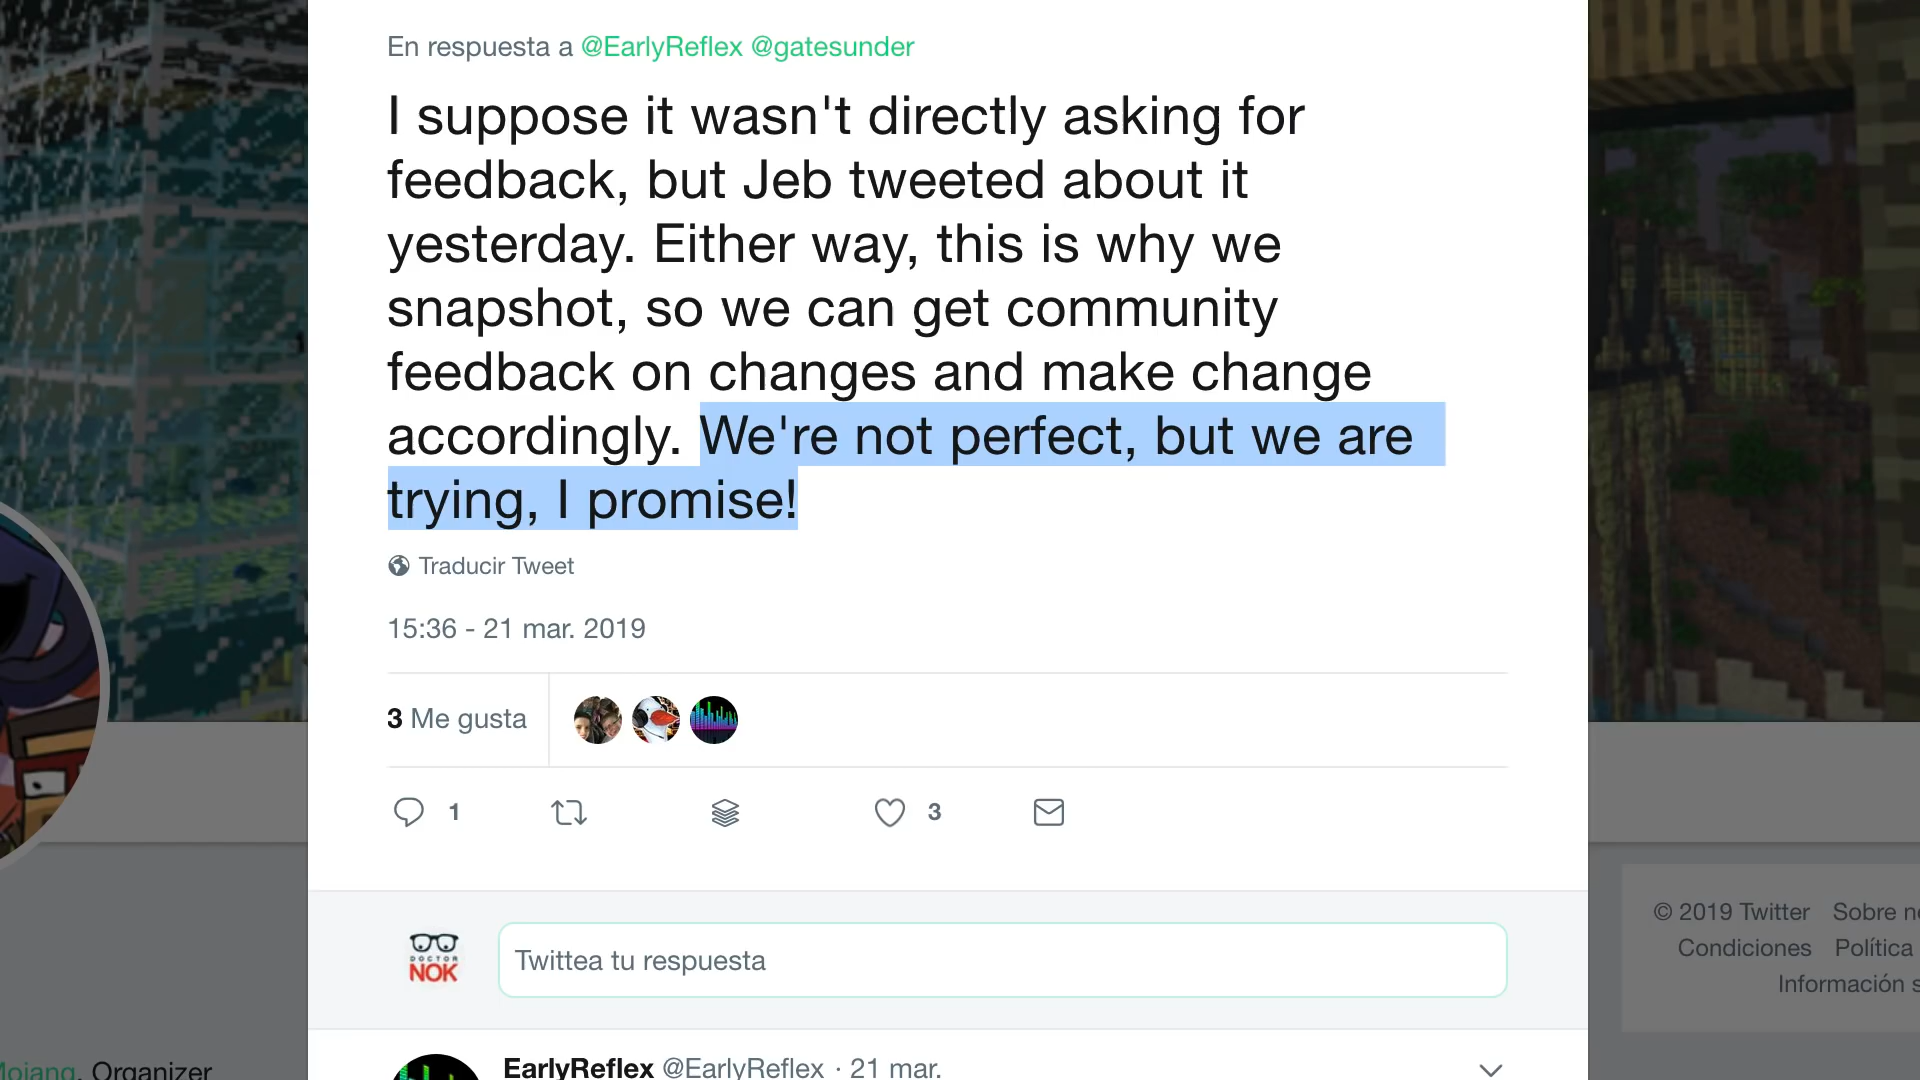 En respuesta a @EarlyReflex @gatesunder
I suppose it wasn't directly asking for
feedback, but Jeb tweeted about it
yesterday. Either way, this is why we
snapshot, so we can get community
feedback on changes and make change
accordingly. We're not perfect, but we are
trying, I promise!
Traducir Tweet
15:36 - 21 mar. 2019
3 Me gusta
1
3
DOCTOR
NOK
Twittea tu respuesta
© 2019 Twitter Sobre
Condiciones Política
Información
EarlyReflex @EarlyReflex · 21 mar.
Mojang, Organizer